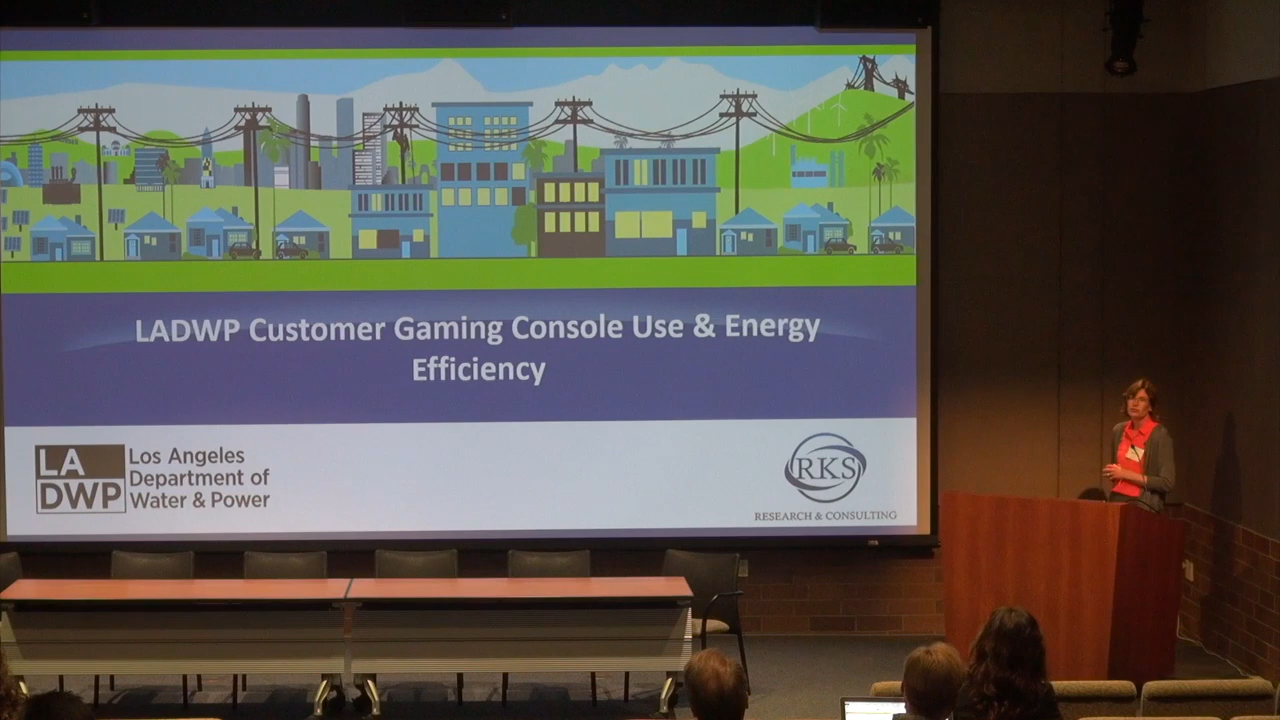 LADWP Customer Gaming Console Use & Energy
Efficiency
LA
DWP
Los Angeles
Department of
Water & Power
RKS
RESEARCH & CONSULTING